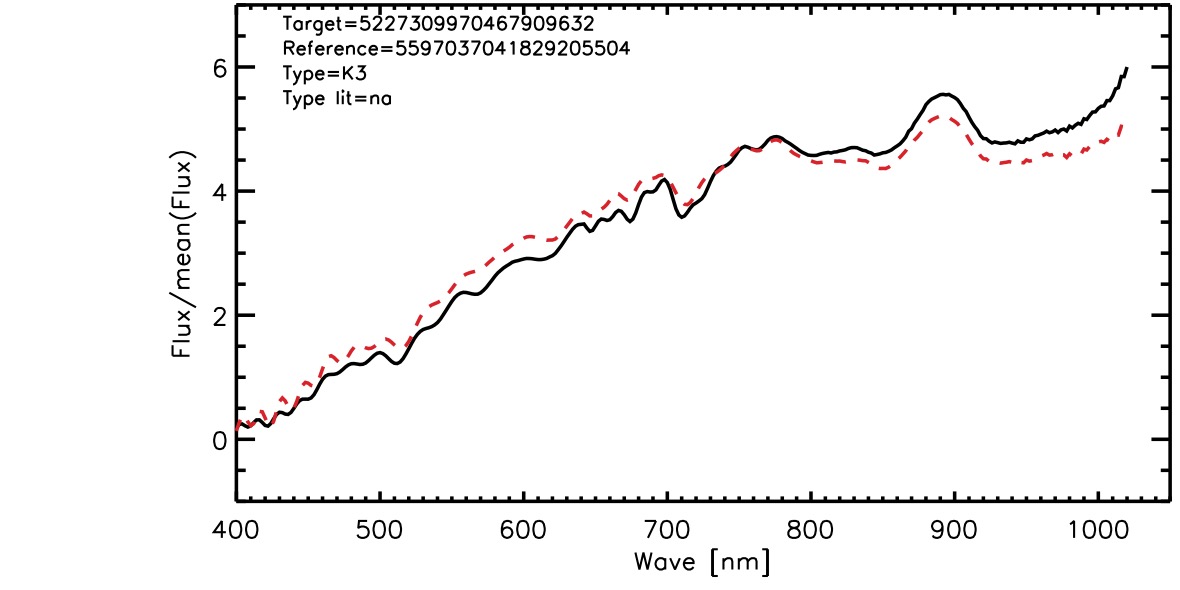 Target=5227309970467909632
Reference=5597037041829205504
Type=K3
Type lit=na
6
4
2
0
Flux/mean(Flux)
400 500 600 700 800 900 1000
Wave [nm]